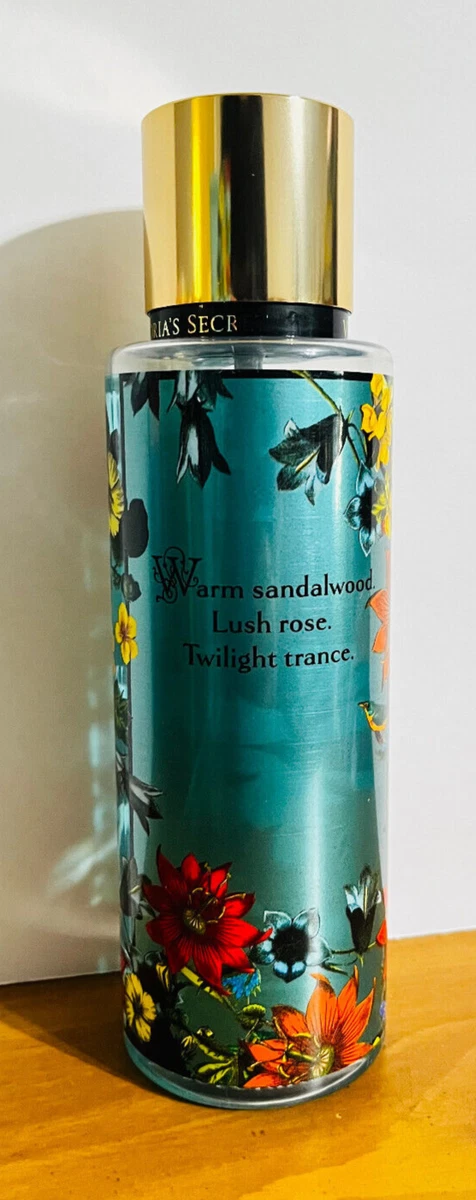 RIA'S SECR
Warm sandalwood.
Lush rose.
Twilight trance.